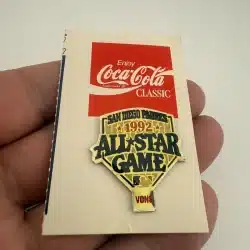 Enjoy
Coca-Cola
CLASSIC
SAN DIEGO PADRES
1992
ALL★STAR
GAME
VONS